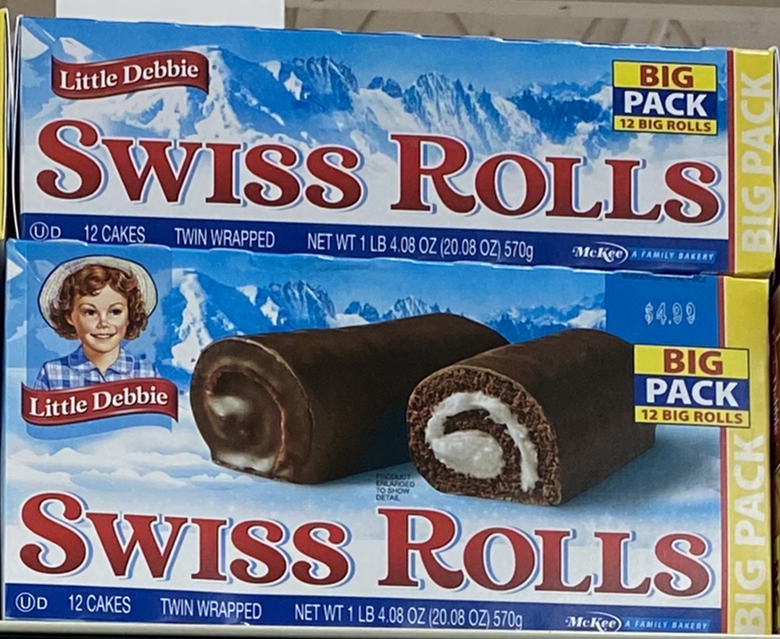 Little Debbie
BIG
PACK
12 BIG ROLLS
SWISS ROLLS
BIG PACK
U D 12 CAKES TWIN WRAPPED NET WT 1 LB 4.08 OZ (20.08 OZ) 570g McKee A FAMILY BAKERY
$4.99
Little Debbie
BIG
PACK
12 BIG ROLLS
PRODUCT
ENLARGED
TO SHOW
DETAIL
SWISS ROLLS
BIG PACK
U D 12 CAKES TWIN WRAPPED NET WT 1 LB 4.08 OZ (20.08 OZ) 570g McKee A FAMILY BAKERY